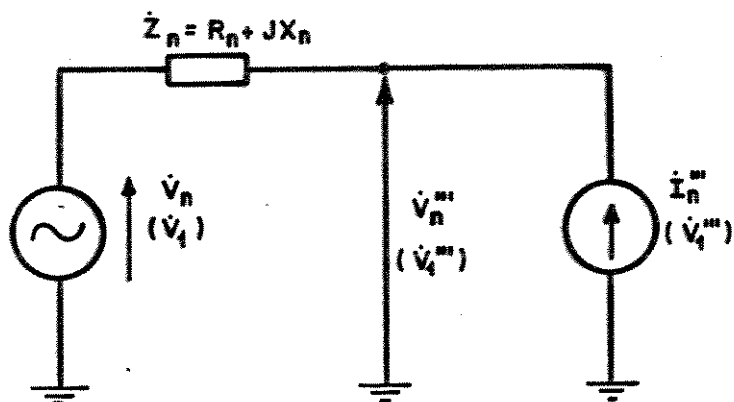 Żn = Rn + JXn
V̇n
(V̇1)
V̇n'''
(V̇1''')
İn'''
(V̇1''')